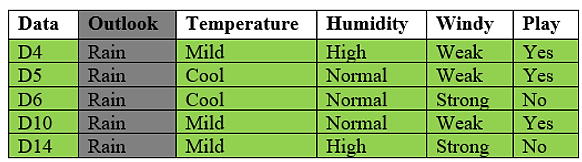 Data Outlook Temperature Humidity Windy Play
D4 Rain Mild High Weak Yes
D5 Rain Cool Normal Weak Yes
D6 Rain Cool Normal Strong No
D10 Rain Mild Normal Weak Yes
D14 Rain Mild High Strong No